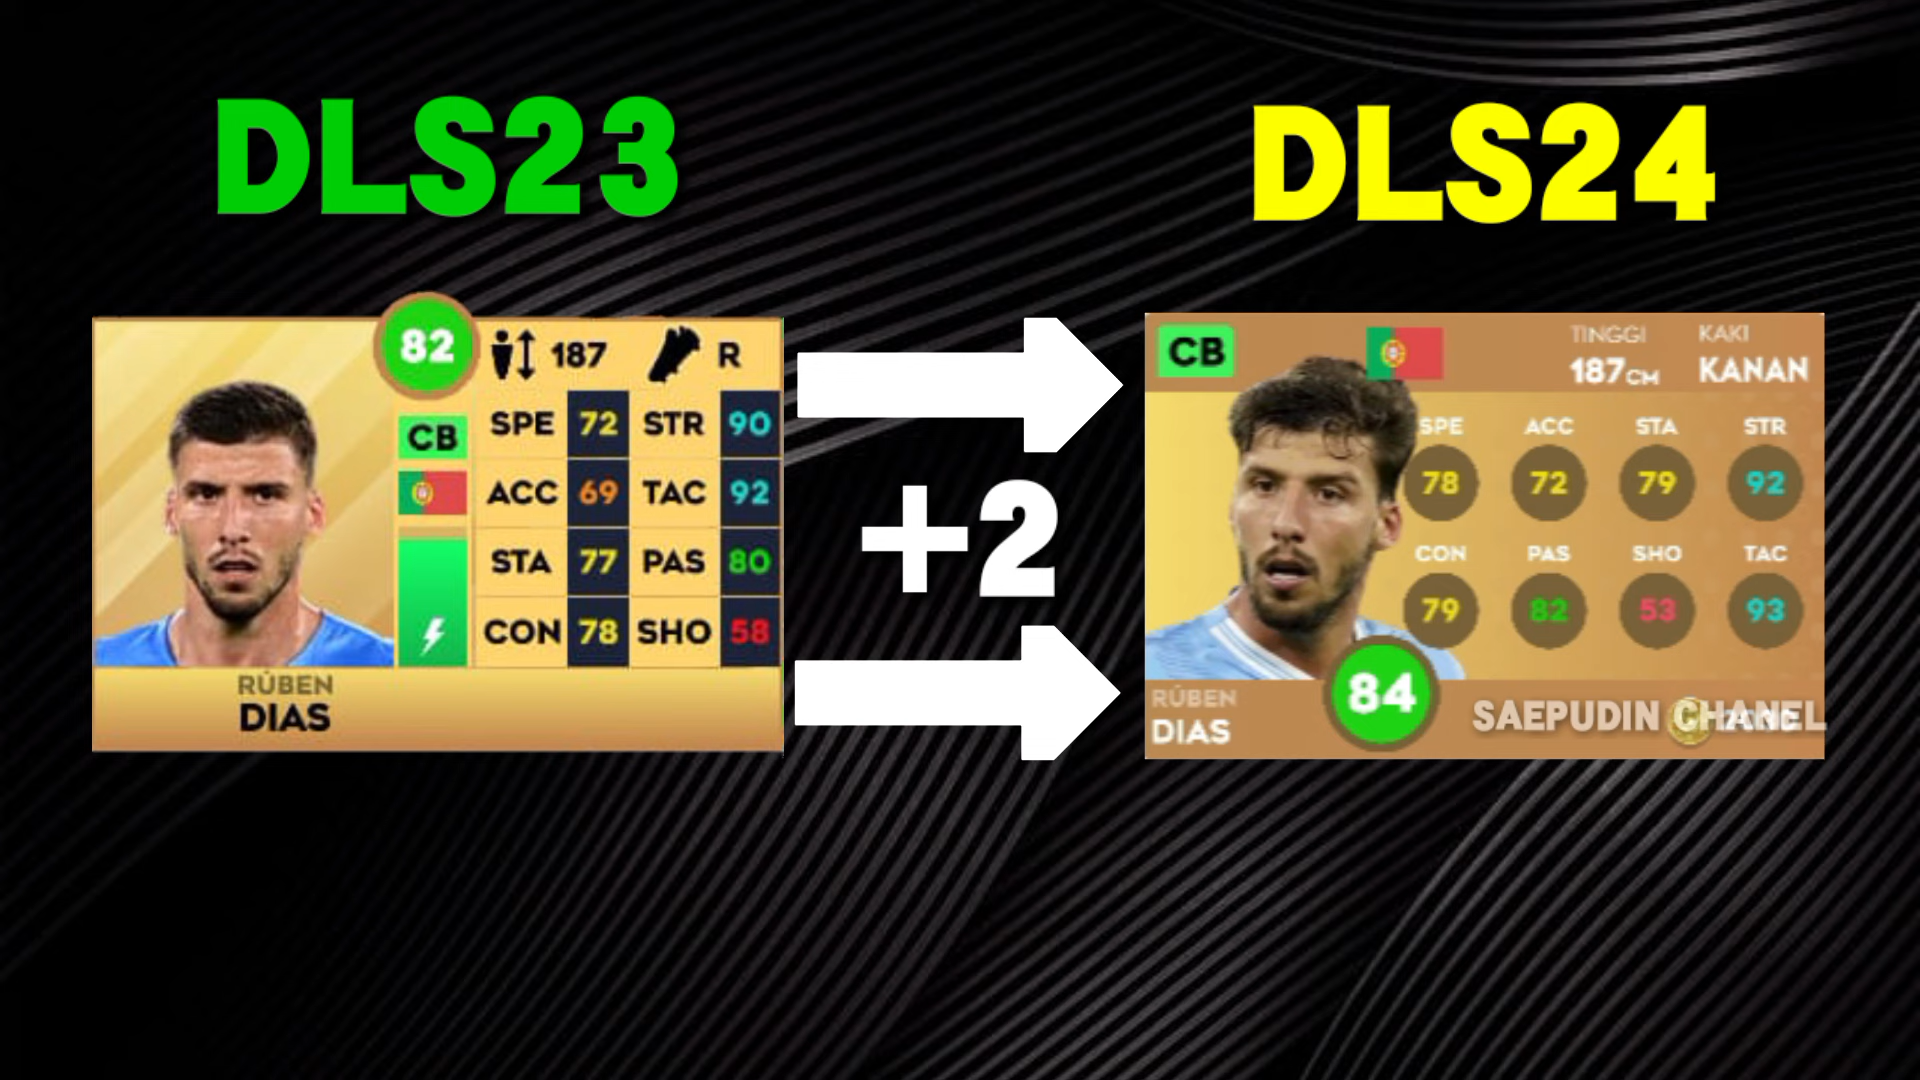 DLS23
DLS24
82
187
R
CB
SPE 72 STR 90
ACC 69 TAC 92
STA 77 PAS 80
CON 78 SHO 58
RÚBEN
DIAS
+2
CB
TINGGI
187CM
KAKI
KANAN
SPE ACC STA STR
78 72 79 92
CON PAS SHO TAC
79 82 53 93
RÚBEN
DIAS
84
SAEPUDIN CHANEL